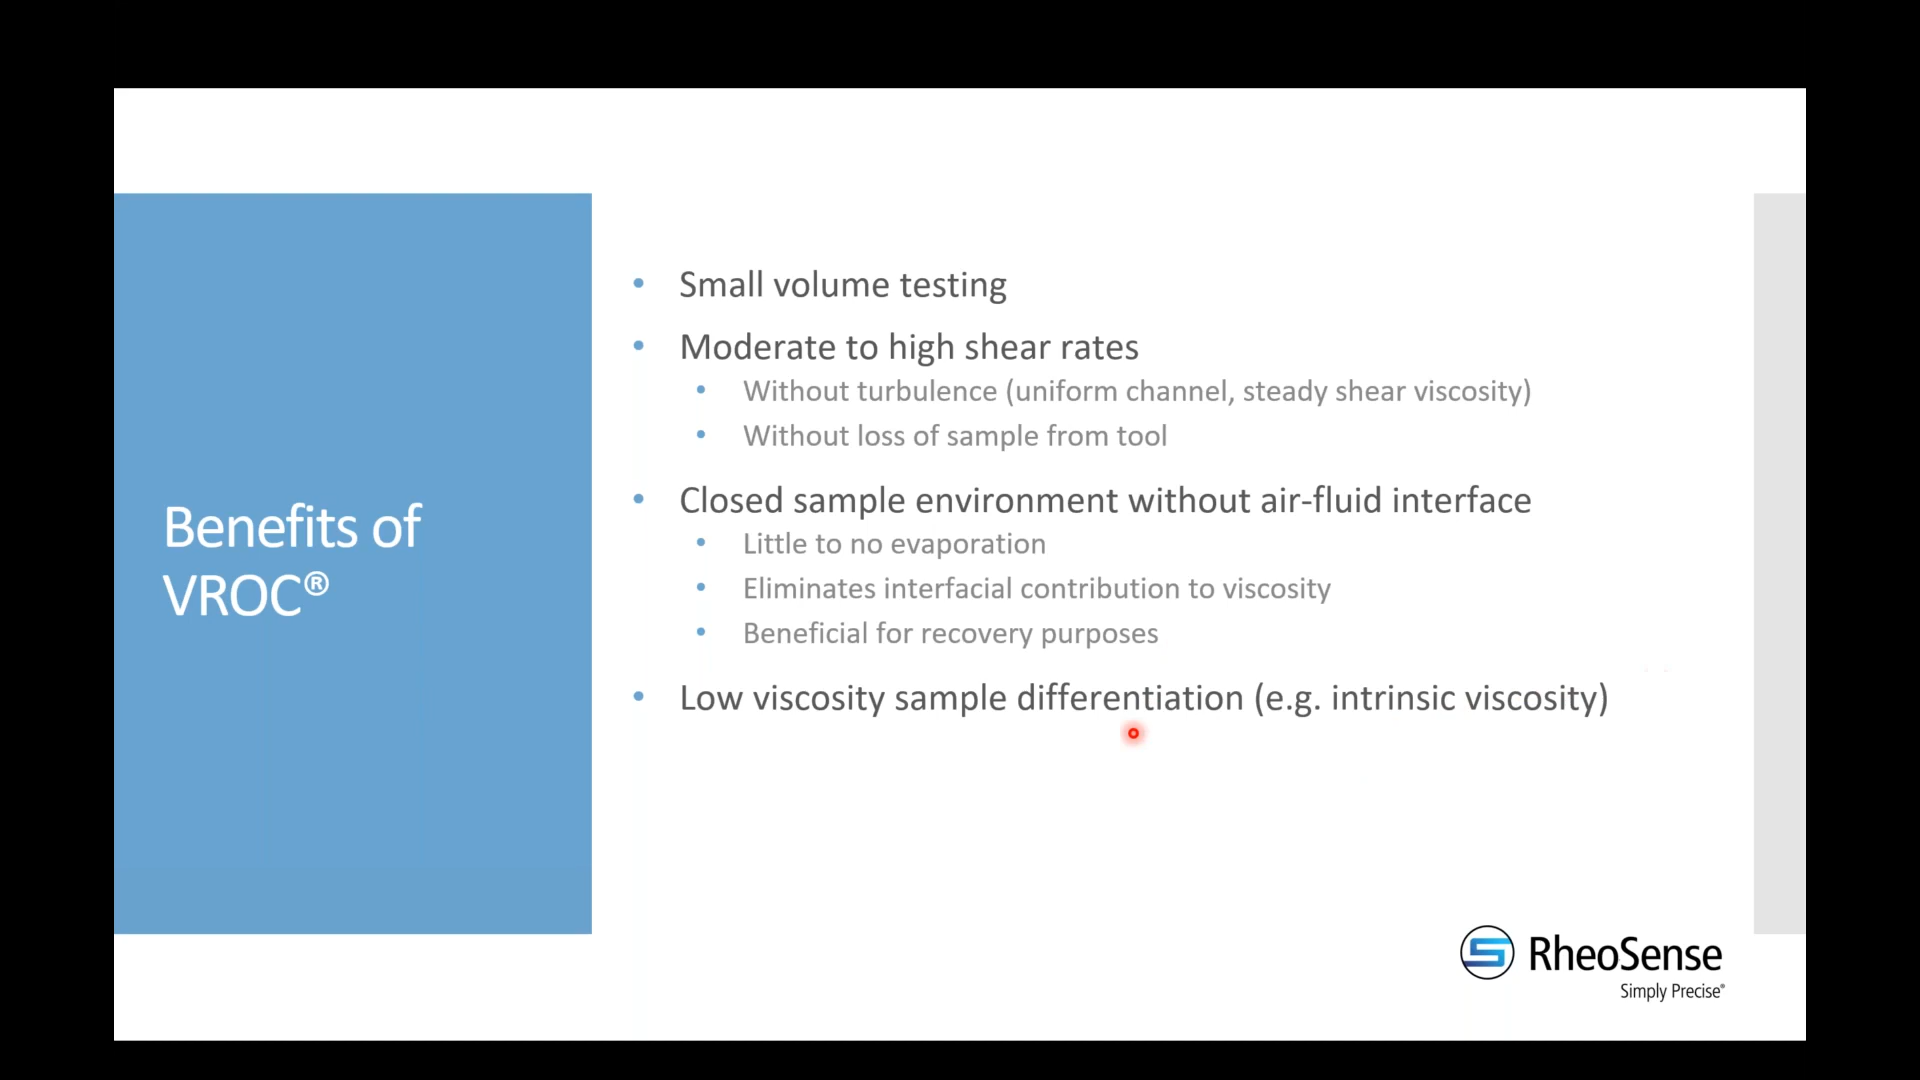 Benefits of
VROC®
• Small volume testing
• Moderate to high shear rates
• Without turbulence (uniform channel, steady shear viscosity)
• Without loss of sample from tool
• Closed sample environment without air-fluid interface
• Little to no evaporation
• Eliminates interfacial contribution to viscosity
• Beneficial for recovery purposes
• Low viscosity sample differentiation (e.g. intrinsic viscosity)
RheoSense
Simply Precise®